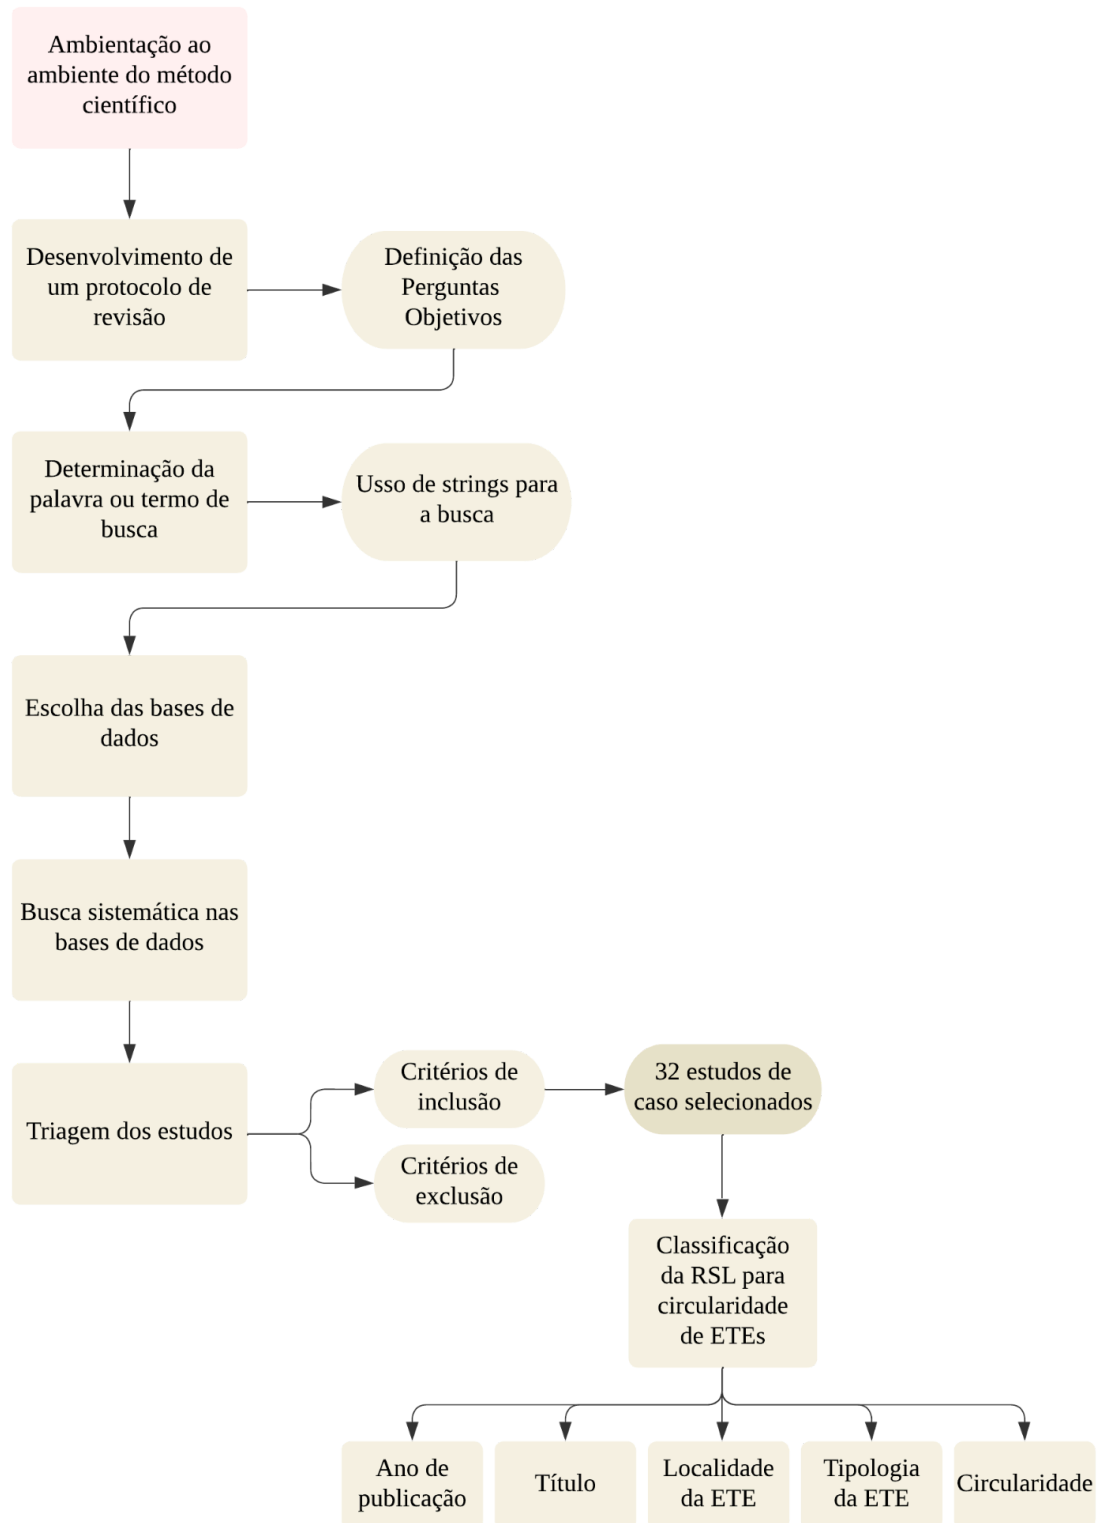 Ambientação ao
ambiente do método
científico
Desenvolvimento de
um protocolo de
revisão
Definição das
Perguntas
Objetivos
Determinação da
palavra ou termo de
busca
Usso de strings para
a busca
Escolha das bases de
dados
Busca sistemática nas
bases de dados
Triagem dos estudos
Critérios de
inclusão
Critérios de
exclusão
32 estudos de
caso selecionados
Classificação
da RSL para
circularidade
de ETEs
Ano de
publicação
Título
Localidade
da ETE
Tipologia
da ETE
Circularidade